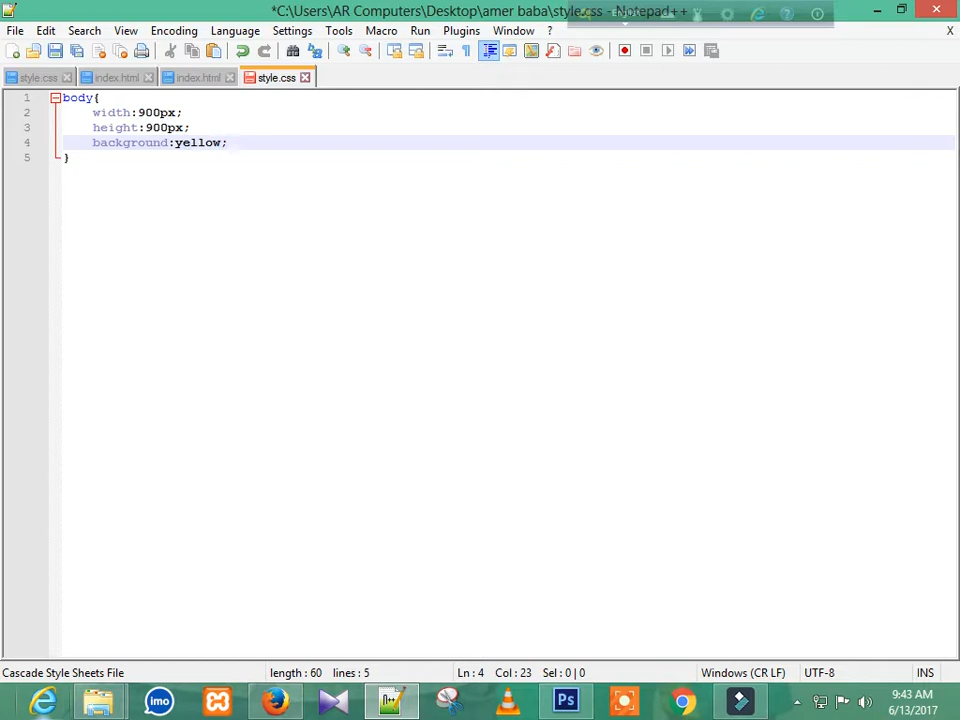 *C:\Users\AR Computers\Desktop\amer baba\style.css - Notepad++
File Edit Search View Encoding Language Settings Tools Macro Run Plugins Window ? X
style.css index.html index.html style.css
1 body{
2 width:900px;
3 height:900px;
4 background:yellow;
5 }
Cascade Style Sheets File length : 60 lines : 5 Ln : 4 Col : 23 Sel : 0 | 0 Windows (CR LF) UTF-8 INS
imo Ps 9:43 AM
6/13/2017